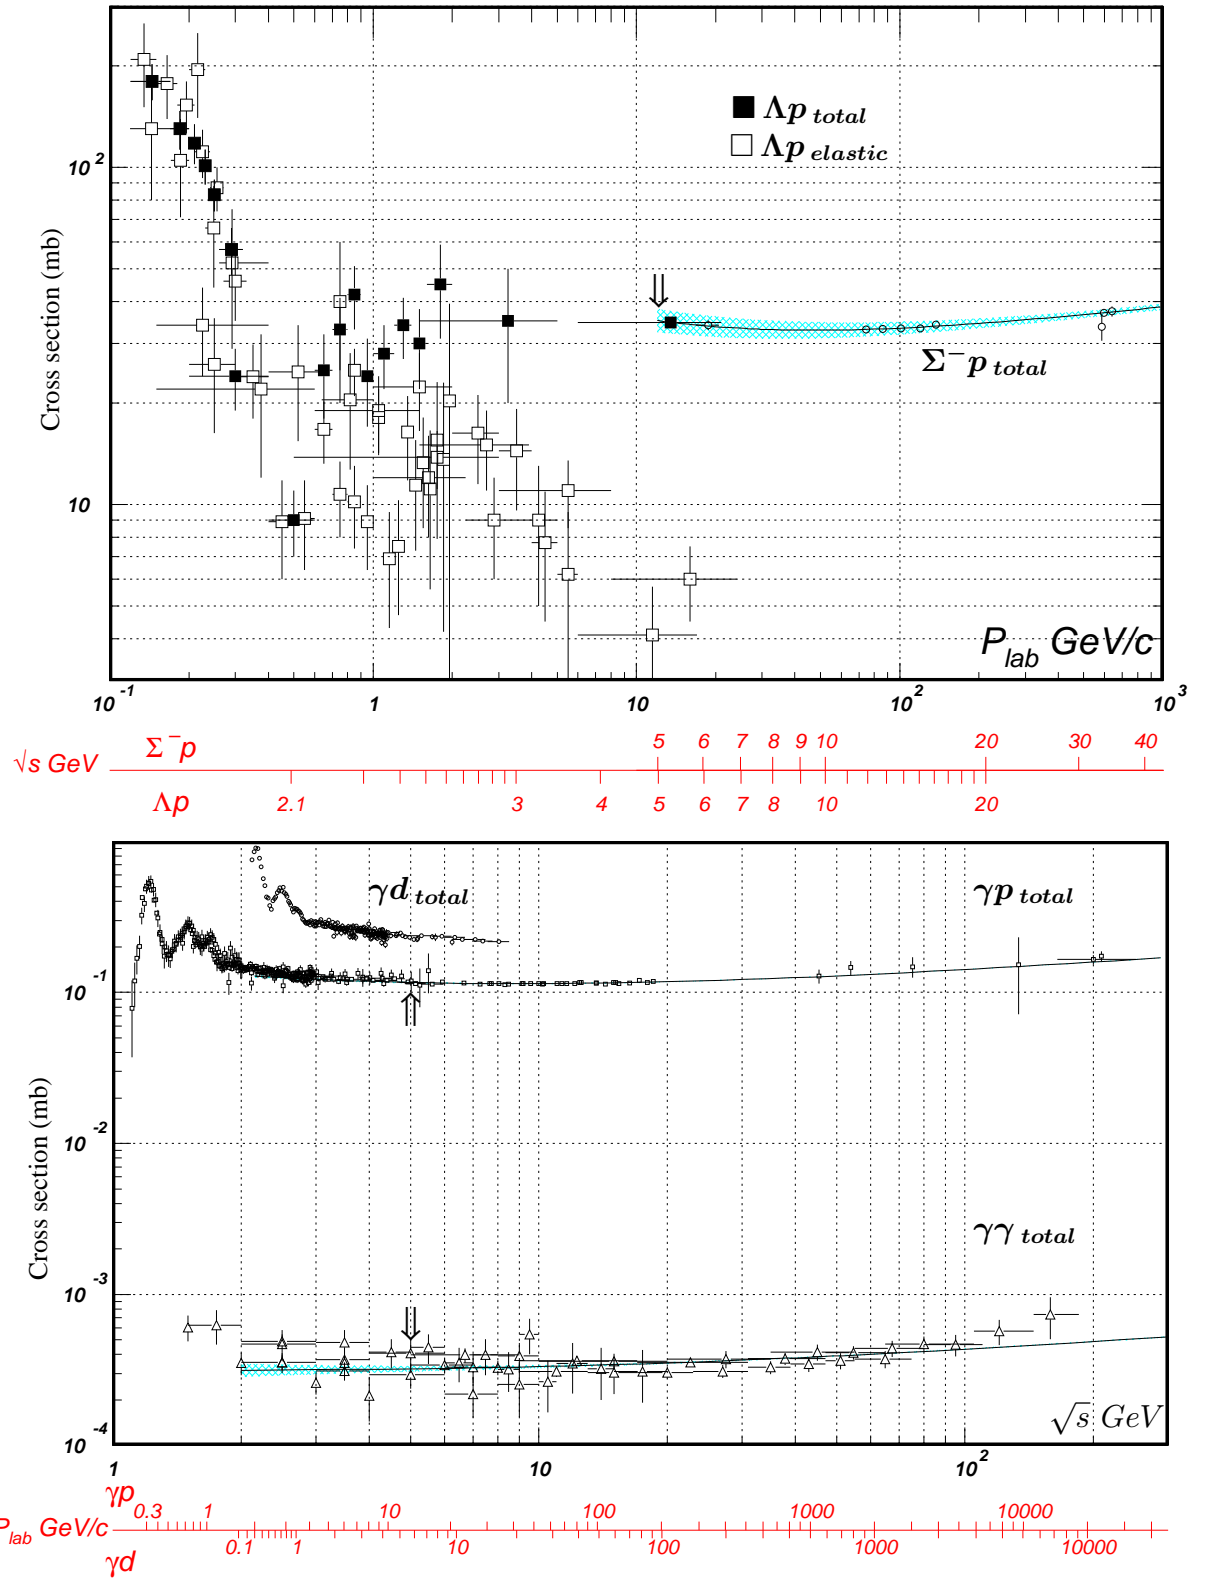 10²
Λp total
Λp elastic
Cross section (mb)
Σ⁻p total
10
P_lab GeV/c
10⁻¹ 1 10 10² 10³
Σ⁻p 5 6 7 8 9 10 20 30 40
√s GeV
Λp 2.1 3 4 5 6 7 8 10 20
γd total γp total
10⁻¹
Cross section (mb)
10⁻²
γγ total
10⁻³
√s GeV
10⁻⁴
1 10 10²
γp 0.3 1 10 100 1000 10000
P_lab GeV/c
γd 0.1 1 10 100 1000 10000